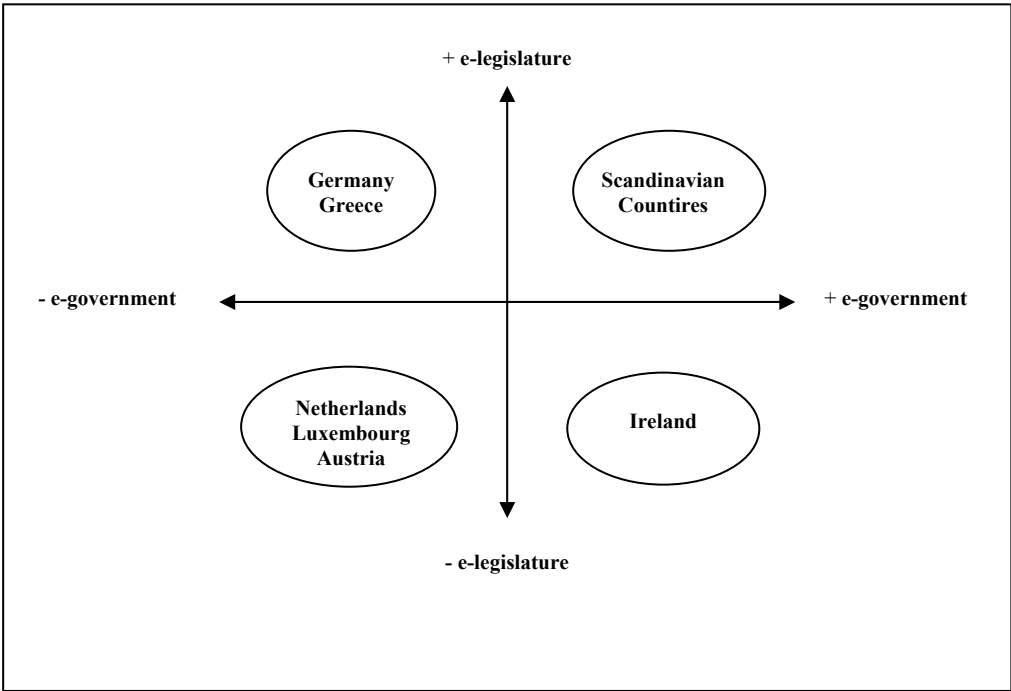 + e-legislature
Germany
Greece
Scandinavian
Countires
- e-government
+ e-government
Netherlands
Luxembourg
Austria
Ireland
- e-legislature